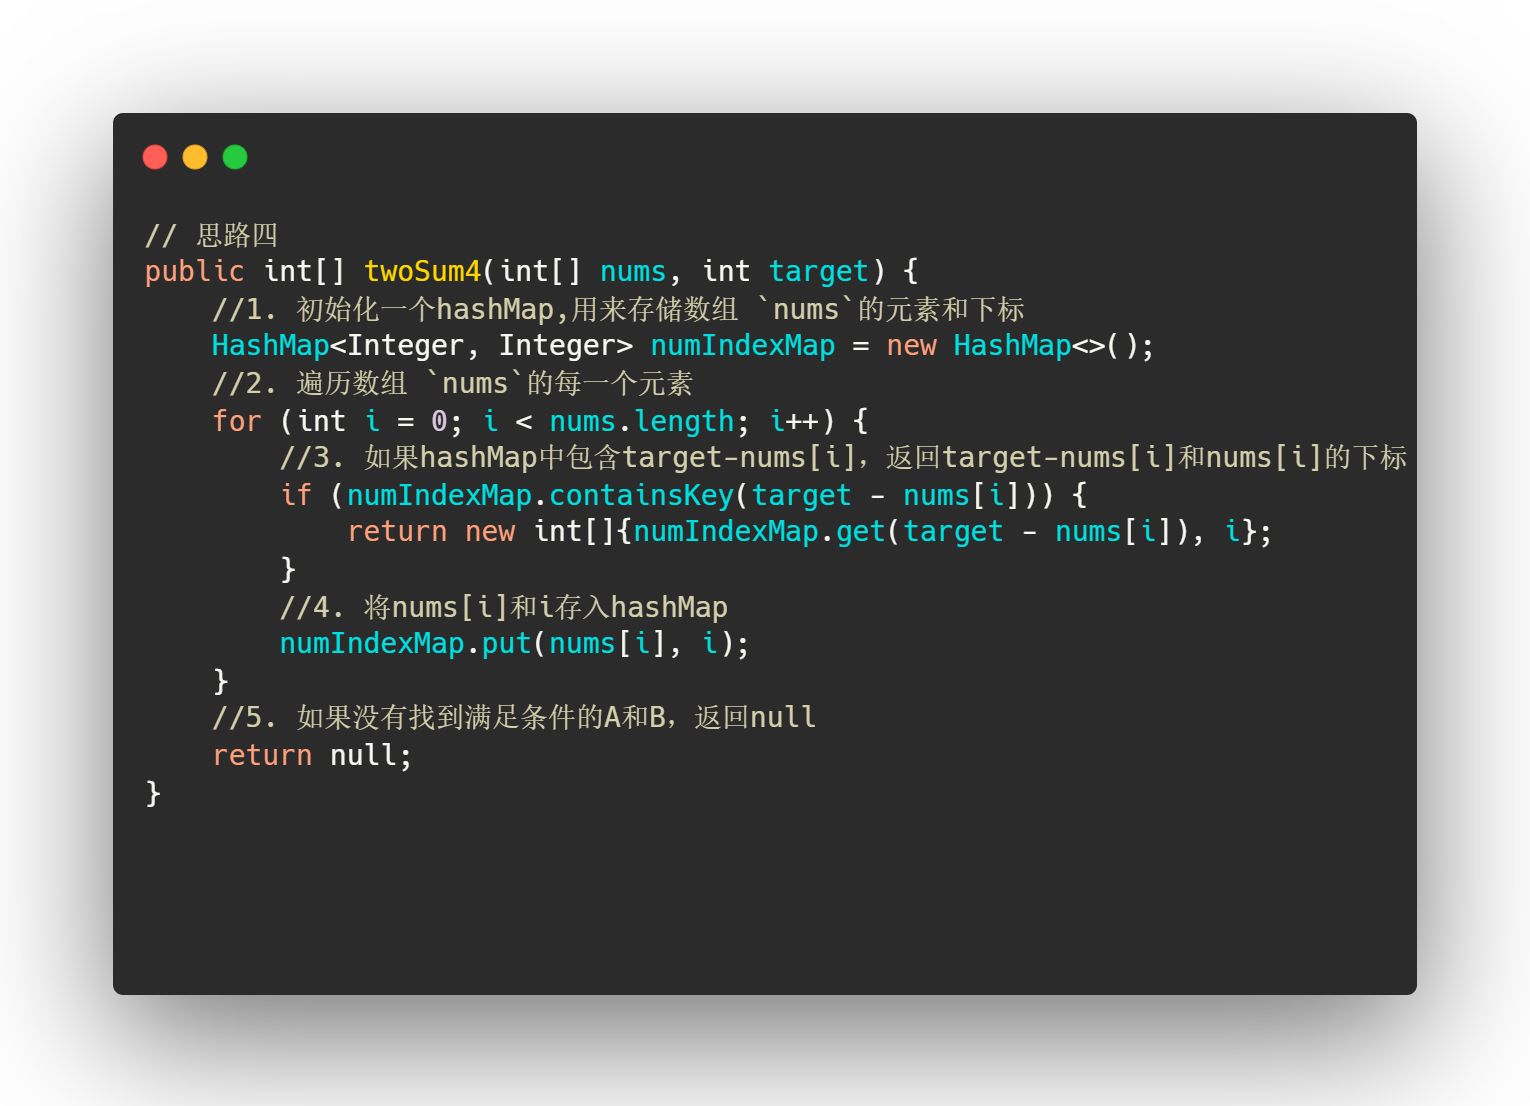 // 思路四
public int[] twoSum4(int[] nums, int target) {
    //1. 初始化一个hashMap,用来存储数组 `nums`的元素和下标
    HashMap<Integer, Integer> numIndexMap = new HashMap<>();
    //2. 遍历数组 `nums`的每一个元素
    for (int i = 0; i < nums.length; i++) {
        //3. 如果hashMap中包含target-nums[i]，返回target-nums[i]和nums[i]的下标
        if (numIndexMap.containsKey(target - nums[i])) {
            return new int[]{numIndexMap.get(target - nums[i]), i};
        }
        //4. 将nums[i]和i存入hashMap
        numIndexMap.put(nums[i], i);
    }
    //5. 如果没有找到满足条件的A和B，返回null
    return null;
}